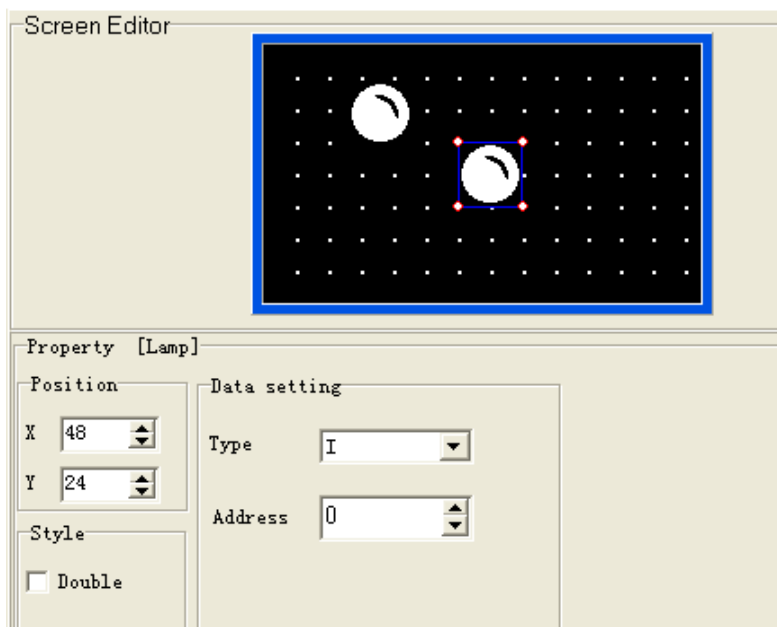 Screen Editor
Property [Lamp]
Position
X 48
Y 24
Style
Double
Data setting
Type I
Address 0